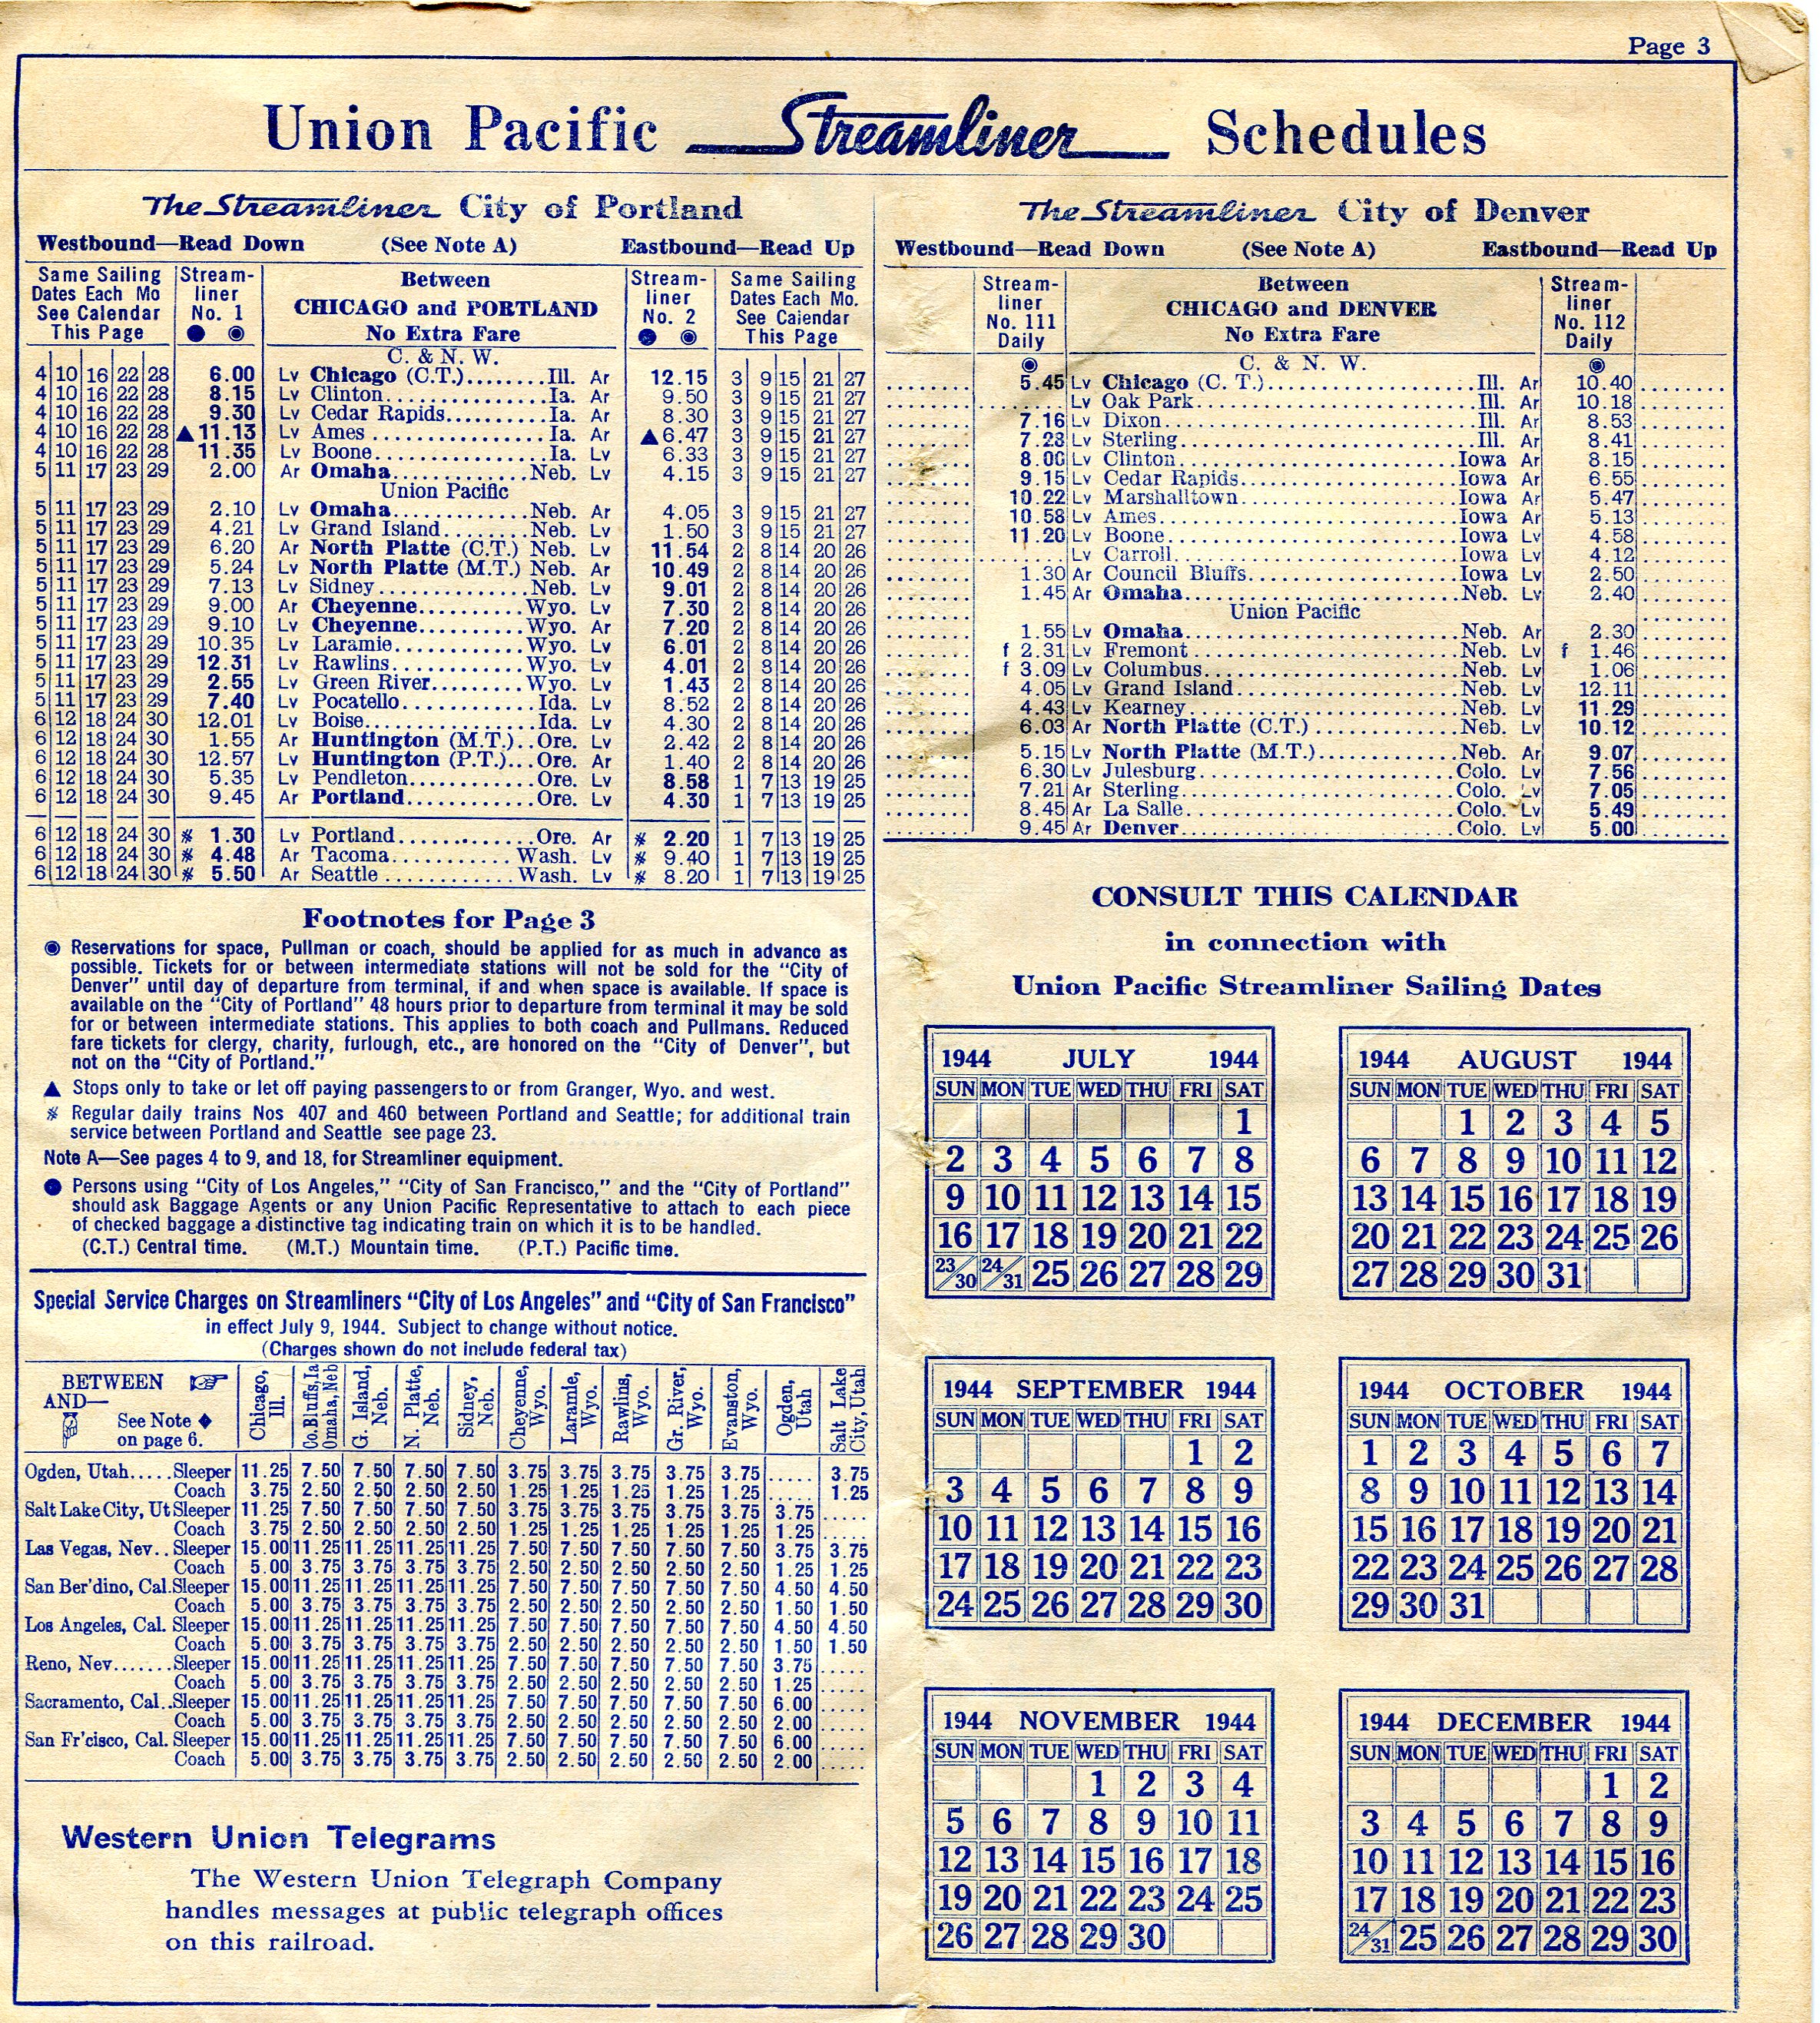 Page 3
Union Pacific Streamliner Schedules
The Streamliner City of Portland
Westbound—Read Down (See Note A) Eastbound—Read Up
Same Sailing Dates Each Mo See Calendar This Page | Stream-liner No. 1 ● ◉ | Between CHICAGO and PORTLAND No Extra Fare | Stream-liner No. 2 ● ◉ | Same Sailing Dates Each Mo. See Calendar This Page
C. & N. W.
4 10 16 22 28 6.00 Lv Chicago (C.T.)........Ill. Ar 12.15 3 9 15 21 27
4 10 16 22 28 8.15 Lv Clinton....................Ia. Ar 9.50 3 9 15 21 27
4 10 16 22 28 9.30 Lv Cedar Rapids...........Ia. Ar 8.30 3 9 15 21 27
4 10 16 22 28 ▲11.13 Lv Ames ....................Ia. Ar ▲6.47 3 9 15 21 27
4 10 16 22 28 11.35 Lv Boone....................Ia. Lv 6.33 3 9 15 21 27
5 11 17 23 29 2.00 Ar Omaha..............Neb. Lv 4.15 3 9 15 21 27
Union Pacific
5 11 17 23 29 2.10 Lv Omaha..............Neb. Ar 4.05 3 9 15 21 27
5 11 17 23 29 4.21 Lv Grand Island........Neb. Lv 1.50 3 9 15 21 27
5 11 17 23 29 6.20 Ar North Platte (C.T.) Neb. Lv 11.54 2 8 14 20 26
5 11 17 23 29 5.24 Lv North Platte (M.T.) Neb. Ar 10.49 2 8 14 20 26
5 11 17 23 29 7.13 Lv Sidney................Neb. Lv 9.01 2 8 14 20 26
5 11 17 23 29 9.00 Ar Cheyenne..........Wyo. Lv 7.30 2 8 14 20 26
5 11 17 23 29 9.10 Lv Cheyenne..........Wyo. Ar 7.20 2 8 14 20 26
5 11 17 23 29 10.35 Lv Laramie.............Wyo. Lv 6.01 2 8 14 20 26
5 11 17 23 29 12.31 Lv Rawlins.............Wyo. Lv 4.01 2 8 14 20 26
5 11 17 23 29 2.55 Lv Green River.........Wyo. Lv 1.43 2 8 14 20 26
5 11 17 23 29 7.40 Lv Pocatello..............Ida. Lv 8.52 2 8 14 20 26
6 12 18 24 30 12.01 Lv Boise..................Ida. Lv 4.30 2 8 14 20 26
6 12 18 24 30 1.55 Ar Huntington (M.T.)..Ore. Lv 2.42 2 8 14 20 26
6 12 18 24 30 12.57 Lv Huntington (P.T.)...Ore. Ar 1.40 2 8 14 20 26
6 12 18 24 30 5.35 Lv Pendleton............Ore. Lv 8.58 1 7 13 19 25
6 12 18 24 30 9.45 Ar Portland.............Ore. Lv 4.30 1 7 13 19 25
6 12 18 24 30 ※ 1.30 Lv Portland.............Ore. Ar ※ 2.20 1 7 13 19 25
6 12 18 24 30 ※ 4.48 Ar Tacoma...........Wash. Lv ※ 9.40 1 7 13 19 25
6 12 18 24 30 ※ 5.50 Ar Seattle ............Wash. Lv ※ 8.20 1 7 13 19 25
Footnotes for Page 3
◉ Reservations for space, Pullman or coach, should be applied for as much in advance as
possible. Tickets for or between intermediate stations will not be sold for the "City of
Denver" until day of departure from terminal, if and when space is available. If space is
available on the "City of Portland" 48 hours prior to departure from terminal it may be sold
for or between intermediate stations. This applies to both coach and Pullmans. Reduced
fare tickets for clergy, charity, furlough, etc., are honored on the "City of Denver", but
not on the "City of Portland."
▲ Stops only to take or let off paying passengers to or from Granger, Wyo. and west.
※ Regular daily trains Nos 407 and 460 between Portland and Seattle; for additional train
service between Portland and Seattle see page 23.
Note A—See pages 4 to 9, and 18, for Streamliner equipment.
● Persons using "City of Los Angeles," "City of San Francisco," and the "City of Portland"
should ask Baggage Agents or any Union Pacific Representative to attach to each piece
of checked baggage a distinctive tag indicating train on which it is to be handled.
(C.T.) Central time. (M.T.) Mountain time. (P.T.) Pacific time.
Special Service Charges on Streamliners "City of Los Angeles" and "City of San Francisco"
in effect July 9, 1944. Subject to change without notice.
(Charges shown do not include federal tax)
BETWEEN AND— See Note ♦ on page 6. | Chicago, Ill. | Co. Bluffs, Ia Omaha, Neb | G. Island, Neb. | N. Platte, Neb. | Sidney, Neb. | Cheyenne, Wyo. | Laramie, Wyo. | Rawlins, Wyo. | Gr. River, Wyo. | Evanston, Wyo. | Ogden, Utah | Salt Lake City, Utah
Ogden, Utah.....Sleeper 11.25 7.50 7.50 7.50 7.50 3.75 3.75 3.75 3.75 3.75 ..... 3.75
Coach 3.75 2.50 2.50 2.50 2.50 1.25 1.25 1.25 1.25 1.25 ..... 1.25
Salt Lake City, Ut Sleeper 11.25 7.50 7.50 7.50 7.50 3.75 3.75 3.75 3.75 3.75 3.75 .....
Coach 3.75 2.50 2.50 2.50 2.50 1.25 1.25 1.25 1.25 1.25 1.25 .....
Las Vegas, Nev..Sleeper 15.00 11.25 11.25 11.25 11.25 7.50 7.50 7.50 7.50 7.50 3.75 3.75
Coach 5.00 3.75 3.75 3.75 3.75 2.50 2.50 2.50 2.50 2.50 1.25 1.25
San Ber'dino, Cal.Sleeper 15.00 11.25 11.25 11.25 11.25 7.50 7.50 7.50 7.50 7.50 4.50 4.50
Coach 5.00 3.75 3.75 3.75 3.75 2.50 2.50 2.50 2.50 2.50 1.50 1.50
Los Angeles, Cal. Sleeper 15.00 11.25 11.25 11.25 11.25 7.50 7.50 7.50 7.50 7.50 4.50 4.50
Coach 5.00 3.75 3.75 3.75 3.75 2.50 2.50 2.50 2.50 2.50 1.50 1.50
Reno, Nev.......Sleeper 15.00 11.25 11.25 11.25 11.25 7.50 7.50 7.50 7.50 7.50 3.75 .....
Coach 5.00 3.75 3.75 3.75 3.75 2.50 2.50 2.50 2.50 2.50 1.25 .....
Sacramento, Cal..Sleeper 15.00 11.25 11.25 11.25 11.25 7.50 7.50 7.50 7.50 7.50 6.00 .....
Coach 5.00 3.75 3.75 3.75 3.75 2.50 2.50 2.50 2.50 2.50 2.00 .....
San Fr'cisco, Cal. Sleeper 15.00 11.25 11.25 11.25 11.25 7.50 7.50 7.50 7.50 7.50 6.00 .....
Coach 5.00 3.75 3.75 3.75 3.75 2.50 2.50 2.50 2.50 2.50 2.00 .....
Western Union Telegrams
The Western Union Telegraph Company
handles messages at public telegraph offices
on this railroad.
The Streamliner City of Denver
Westbound—Read Down (See Note A) Eastbound—Read Up
Stream-liner No. 111 Daily ◉ | Between CHICAGO and DENVER No Extra Fare | Stream-liner No. 112 Daily ◉
C. & N. W.
5.45 Lv Chicago (C. T.)........Ill. Ar 10.40
Lv Oak Park........Ill. Ar 10.18
7.16 Lv Dixon........Ill. Ar 8.53
7.28 Lv Sterling........Ill. Ar 8.41
8.00 Lv Clinton........Iowa Ar 8.15
9.15 Lv Cedar Rapids........Iowa Ar 6.55
10.22 Lv Marshalltown........Iowa Ar 5.47
10.58 Lv Ames........Iowa Ar 5.13
11.20 Lv Boone........Iowa Lv 4.58
Lv Carroll........Iowa Lv 4.12
1.30 Ar Council Bluffs........Iowa Lv 2.50
1.45 Ar Omaha........Neb. Lv 2.40
Union Pacific
1.55 Lv Omaha........Neb. Ar 2.30
f 2.31 Lv Fremont........Neb. Lv f 1.46
f 3.09 Lv Columbus........Neb. Lv 1.06
4.05 Lv Grand Island........Neb. Lv 12.11
4.43 Lv Kearney........Neb. Lv 11.29
6.03 Ar North Platte (C.T.)........Neb. Lv 10.12
5.15 Lv North Platte (M.T.)........Neb. Ar 9.07
6.30 Lv Julesburg........Colo. Lv 7.56
7.21 Ar Sterling........Colo. Lv 7.05
8.45 Ar La Salle........Colo. Lv 5.49
9.45 Ar Denver........Colo. Lv 5.00
CONSULT THIS CALENDAR
in connection with
Union Pacific Streamliner Sailing Dates
1944 JULY 1944
SUN MON TUE WED THU FRI SAT
1
2 3 4 5 6 7 8
9 10 11 12 13 14 15
16 17 18 19 20 21 22
23/30 24/31 25 26 27 28 29
1944 AUGUST 1944
SUN MON TUE WED THU FRI SAT
1 2 3 4 5
6 7 8 9 10 11 12
13 14 15 16 17 18 19
20 21 22 23 24 25 26
27 28 29 30 31
1944 SEPTEMBER 1944
SUN MON TUE WED THU FRI SAT
1 2
3 4 5 6 7 8 9
10 11 12 13 14 15 16
17 18 19 20 21 22 23
24 25 26 27 28 29 30
1944 OCTOBER 1944
SUN MON TUE WED THU FRI SAT
1 2 3 4 5 6 7
8 9 10 11 12 13 14
15 16 17 18 19 20 21
22 23 24 25 26 27 28
29 30 31
1944 NOVEMBER 1944
SUN MON TUE WED THU FRI SAT
1 2 3 4
5 6 7 8 9 10 11
12 13 14 15 16 17 18
19 20 21 22 23 24 25
26 27 28 29 30
1944 DECEMBER 1944
SUN MON TUE WED THU FRI SAT
1 2
3 4 5 6 7 8 9
10 11 12 13 14 15 16
17 18 19 20 21 22 23
24/31 25 26 27 28 29 30